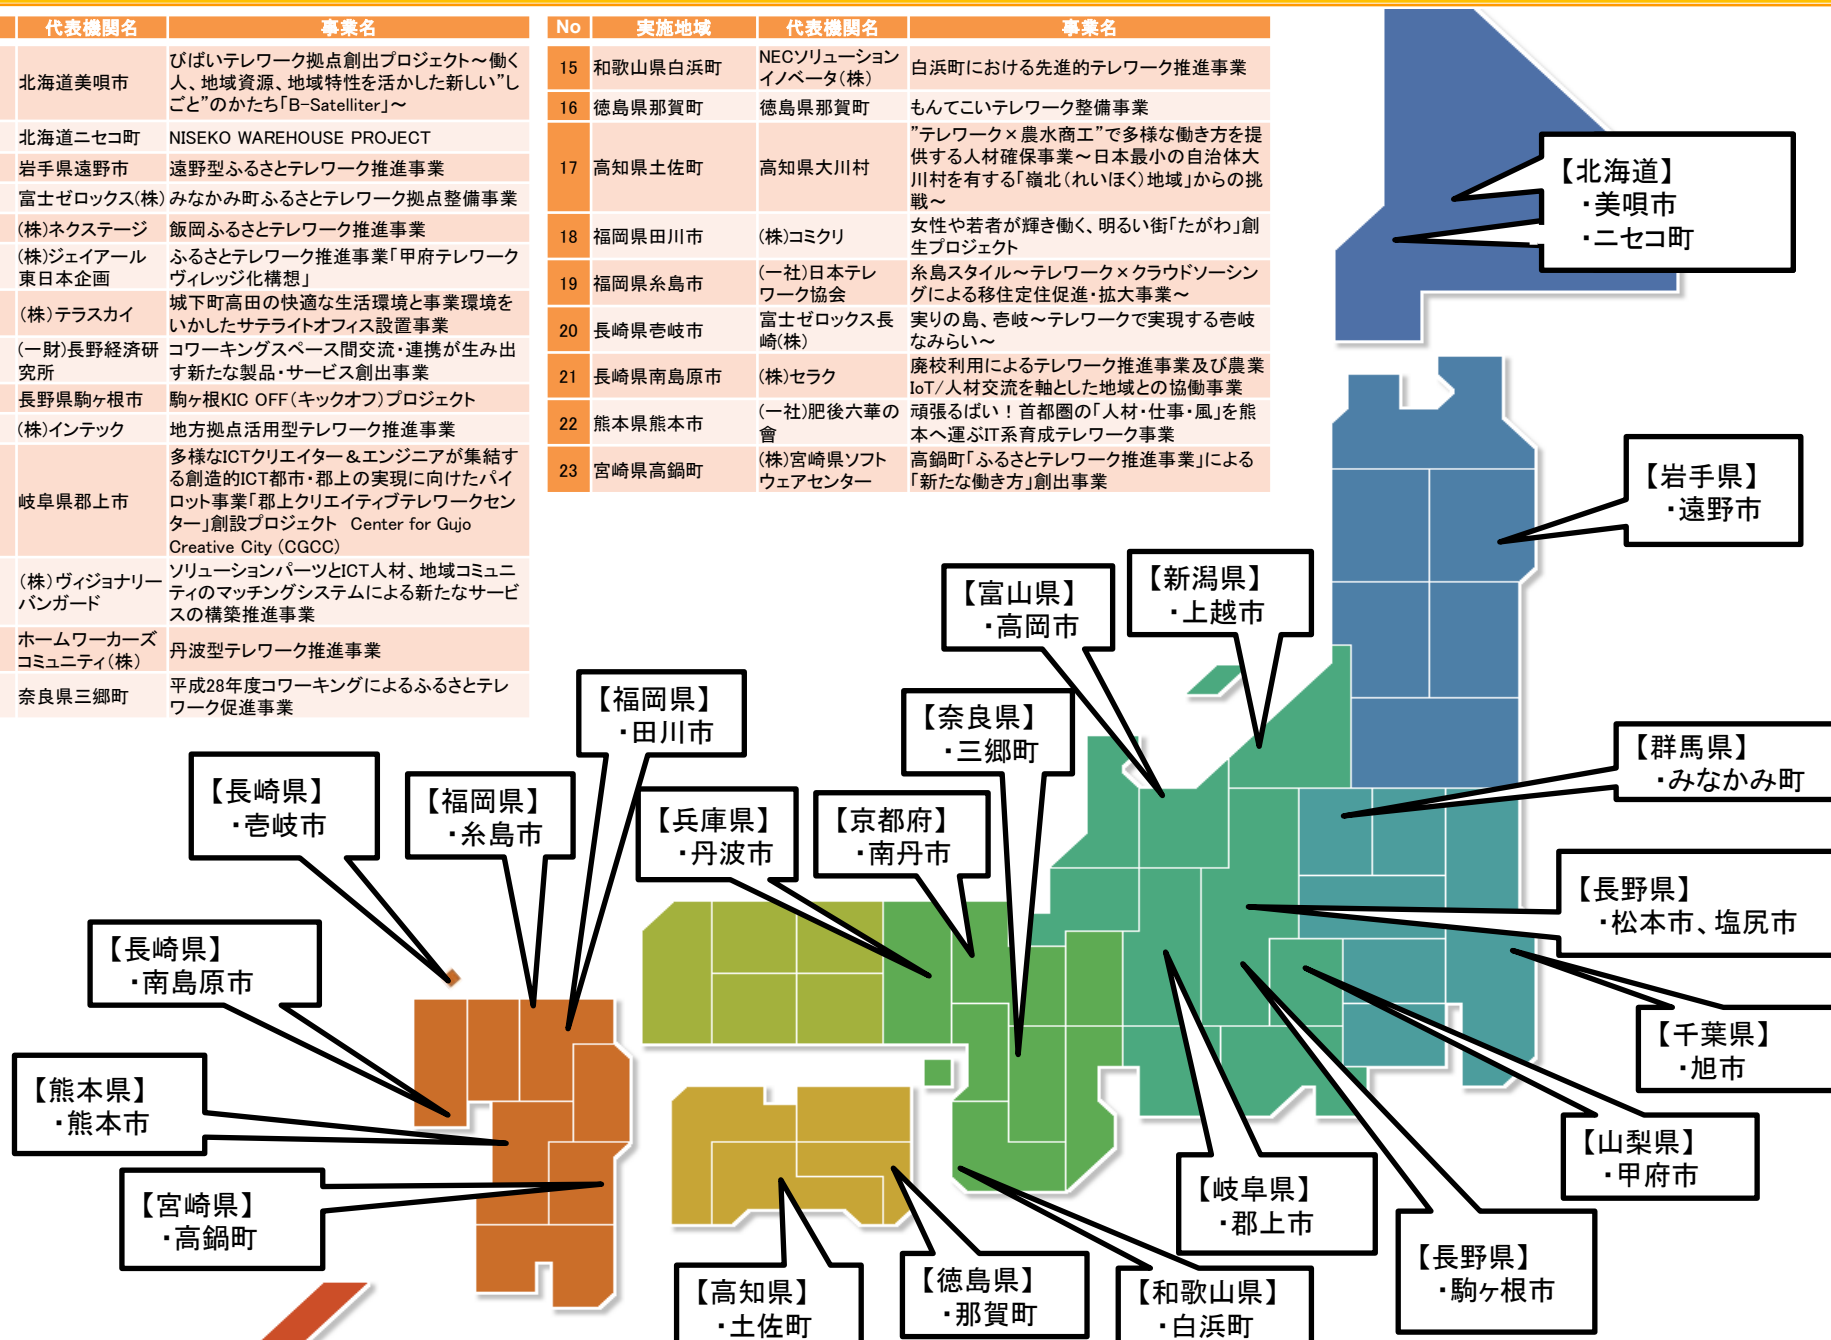 代表機関名 事業名
北海道美唄市 びばいテレワーク拠点創出プロジェクト～働く
人、地域資源、地域特性を活かした新しい”し
ごと”のかたち「B-Satelliter」～
北海道ニセコ町 NISEKO WAREHOUSE PROJECT
岩手県遠野市 遠野型ふるさとテレワーク推進事業
富士ゼロックス(株) みなかみ町ふるさとテレワーク拠点整備事業
(株)ネクステージ 飯岡ふるさとテレワーク推進事業
(株)ジェイアール ふるさとテレワーク推進事業「甲府テレワーク
東日本企画 ヴィレッジ化構想」
(株)テラスカイ 城下町高田の快適な生活環境と事業環境を
いかしたサテライトオフィス設置事業
(一財)長野経済研 コワーキングスペース間交流・連携が生み出
究所 す新たな製品・サービス創出事業
長野県駒ヶ根市 駒ヶ根KIC OFF(キックオフ)プロジェクト
(株)インテック 地方拠点活用型テレワーク推進事業
岐阜県郡上市 多様なICTクリエイター＆エンジニアが集結す
る創造的ICT都市・郡上の実現に向けたパイ
ロット事業「郡上クリエイティブテレワークセン
ター」創設プロジェクト Center for Gujo
Creative City (CGCC)
(株)ヴィジョナリー ソリューションパーツとICT人材、地域コミュニ
バンガード ティのマッチングシステムによる新たなサービ
スの構築推進事業
ホームワーカーズ 丹波型テレワーク推進事業
コミュニティ(株)
奈良県三郷町 平成28年度コワーキングによるふるさとテレ
ワーク促進事業
No 実施地域 代表機関名 事業名
15 和歌山県白浜町 NECソリューション 白浜町における先進的テレワーク推進事業
イノベータ(株)
16 徳島県那賀町 徳島県那賀町 もんてこいテレワーク整備事業
17 高知県土佐町 高知県大川村 ”テレワーク×農水商工”で多様な働き方を提
供する人材確保事業～日本最小の自治体大
川村を有する「嶺北(れいほく)地域」からの挑
戦～
18 福岡県田川市 (株)コミクリ 女性や若者が輝き働く、明るい街「たがわ」創
生プロジェクト
19 福岡県糸島市 (一社)日本テレ 糸島スタイル～テレワーク×クラウドソーシン
ワーク協会 グによる移住定住促進・拡大事業～
20 長崎県壱岐市 富士ゼロックス長 実りの島、壱岐～テレワークで実現する壱岐
崎(株) なみらい～
21 長崎県南島原市 (株)セラク 廃校利用によるテレワーク推進事業及び農業
IoT/人材交流を軸とした地域との協働事業
22 熊本県熊本市 (一社)肥後六華の 頑張るばい！首都圏の「人材・仕事・風」を熊
會 本へ運ぶIT系育成テレワーク事業
23 宮崎県高鍋町 (株)宮崎県ソフト 高鍋町「ふるさとテレワーク推進事業」による
ウェアセンター 「新たな働き方」創出事業
【北海道】
・美唄市
・ニセコ町
【岩手県】
・遠野市
【新潟県】
・上越市
【富山県】
・高岡市
【福岡県】
・田川市
【奈良県】
・三郷町
【群馬県】
・みなかみ町
【長崎県】
・壱岐市
【福岡県】
・糸島市
【兵庫県】
・丹波市
【京都府】
・南丹市
【長野県】
・松本市、塩尻市
【長崎県】
・南島原市
【千葉県】
・旭市
【熊本県】
・熊本市
【山梨県】
・甲府市
【宮崎県】
・高鍋町
【岐阜県】
・郡上市
【長野県】
・駒ヶ根市
【高知県】
・土佐町
【徳島県】
・那賀町
【和歌山県】
・白浜町